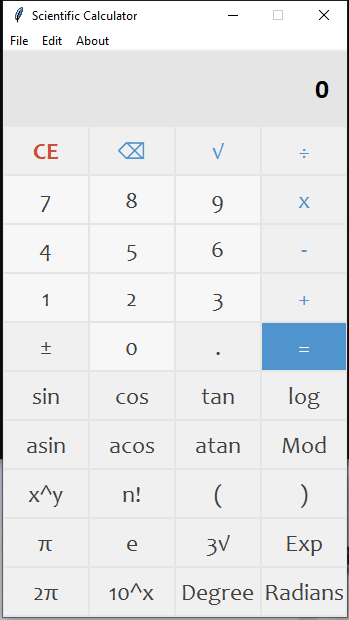 Scientific Calculator
File Edit About
0
CE ⌫ √ ÷
7 8 9 x
4 5 6 -
1 2 3 +
± 0 . =
sin cos tan log
asin acos atan Mod
x^y n! ( )
π e 3√ Exp
2π 10^x Degree Radians